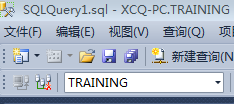 SQLQuery1.sql - XCQ-PC.TRAINING
文件(F) 编辑(E) 视图(V) 查询(Q) 项
新建查询(N)
TRAINING